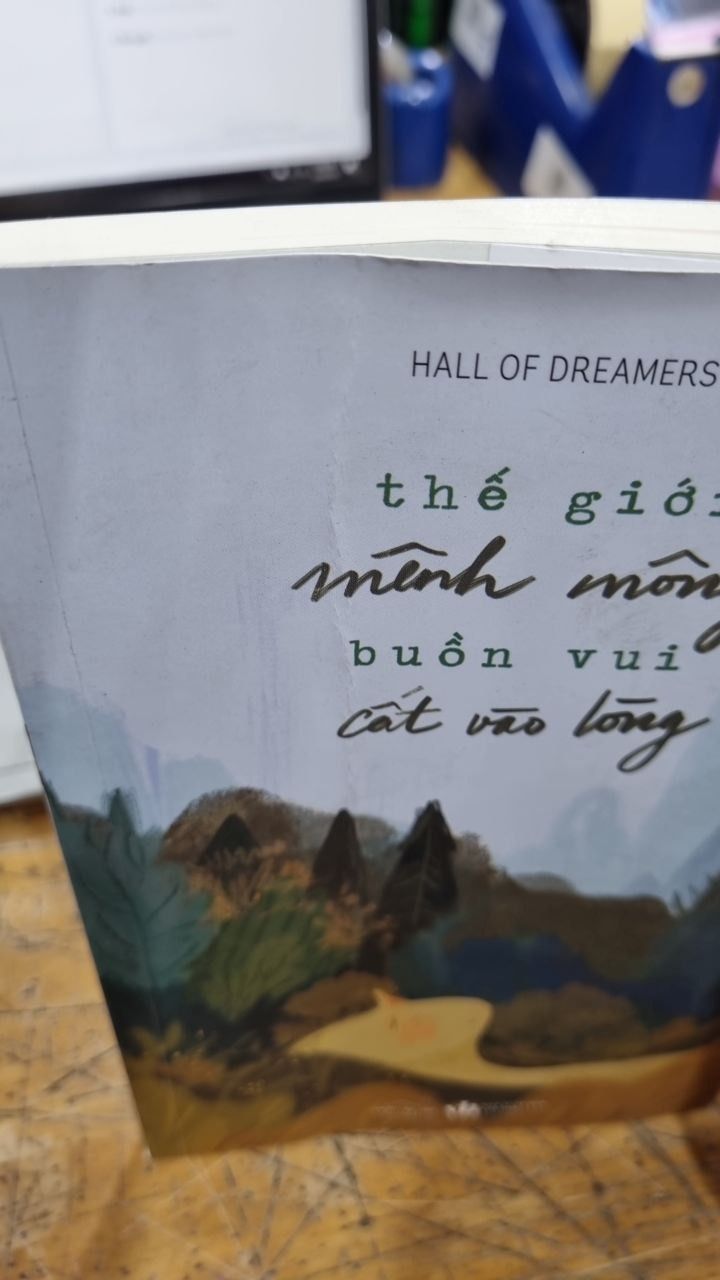 HALL OF DREAMERS
thế giới
mênh mông
buồn vui
cất vào lòng